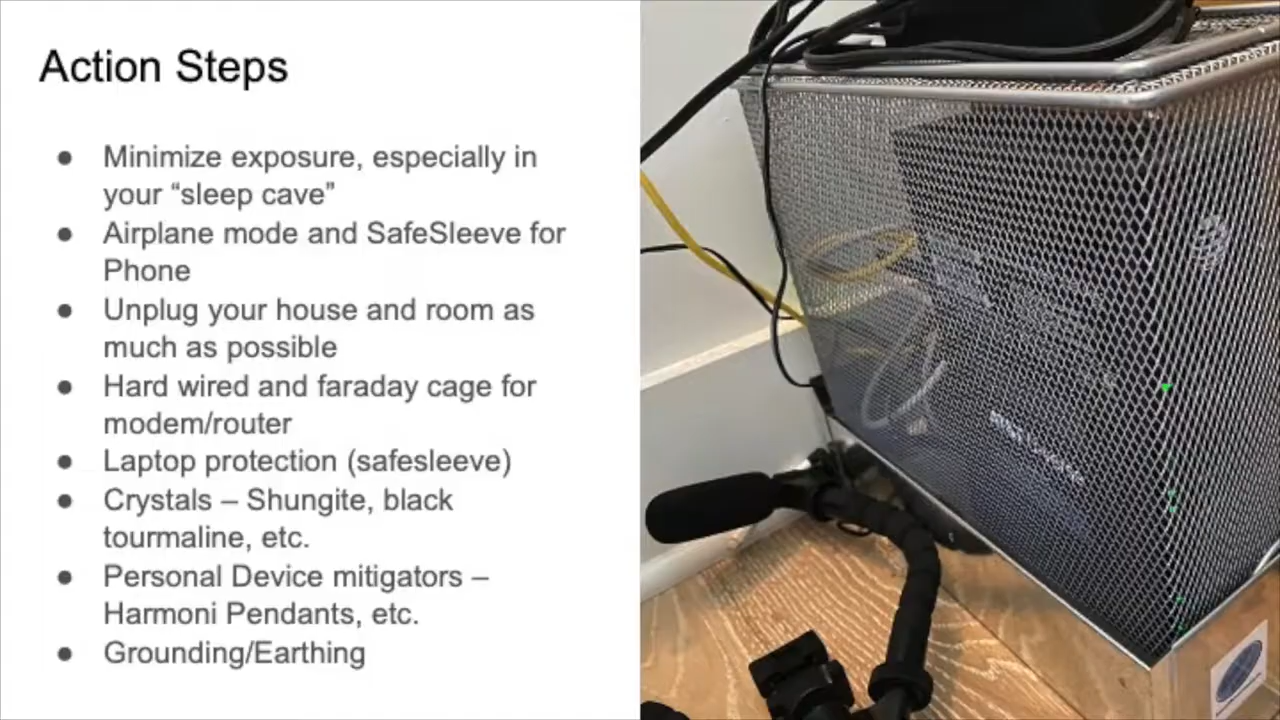 Action Steps
● Minimize exposure, especially in
your “sleep cave”
● Airplane mode and SafeSleeve for
Phone
● Unplug your house and room as
much as possible
● Hard wired and faraday cage for
modem/router
● Laptop protection (safesleeve)
● Crystals – Shungite, black
tourmaline, etc.
● Personal Device mitigators –
Harmoni Pendants, etc.
● Grounding/Earthing